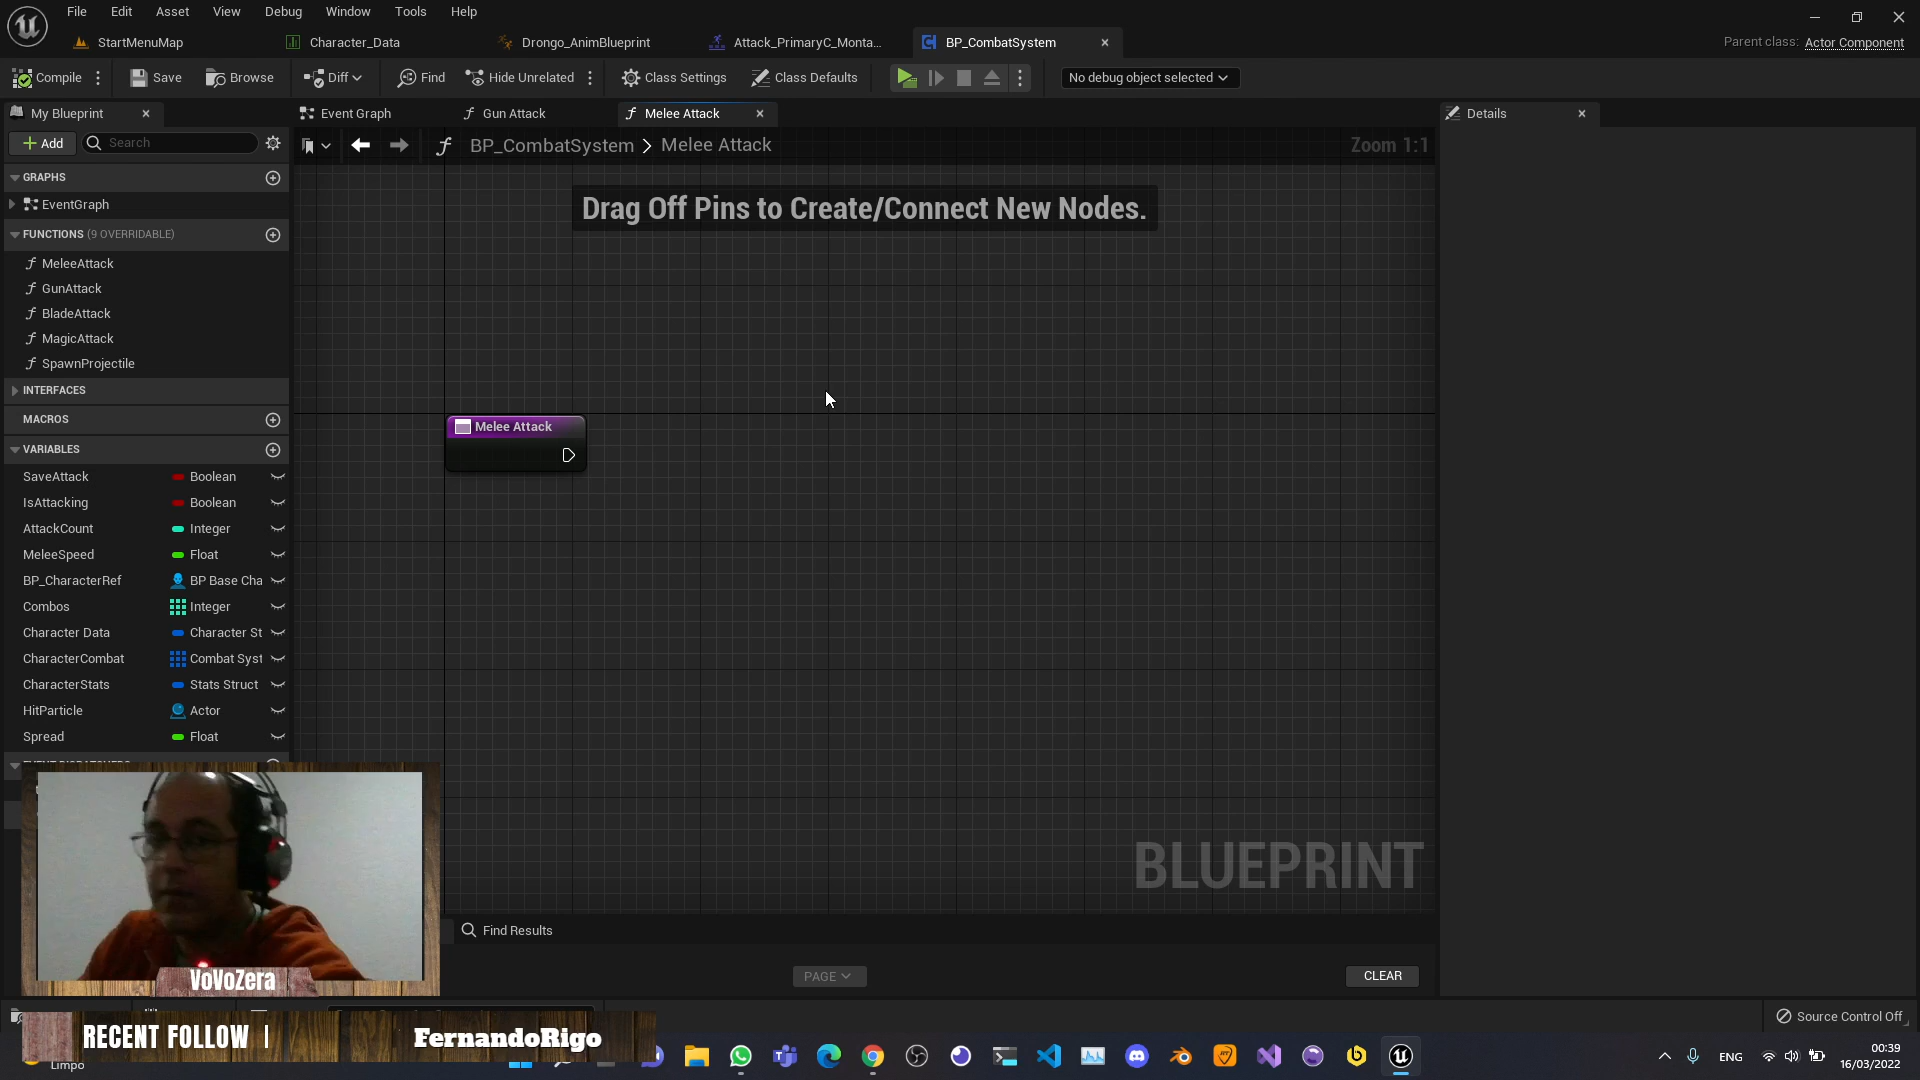 File Edit Asset View Debug Window Tools Help
StartMenuMap Character_Data Drongo_AnimBlueprint Attack_PrimaryC_Monta... BP_CombatSystem
Parent class: Actor Component
Compile Save Browse Diff Find Hide Unrelated Class Settings Class Defaults No debug object selected
My Blueprint Event Graph Gun Attack Melee Attack Details
Add Search
BP_CombatSystem > Melee Attack Zoom 1:1
GRAPHS
EventGraph
FUNCTIONS (9 OVERRIDABLE)
MeleeAttack
GunAttack
BladeAttack
MagicAttack
SpawnProjectile
INTERFACES
MACROS
VARIABLES
SaveAttack Boolean
IsAttacking Boolean
AttackCount Integer
MeleeSpeed Float
BP_CharacterRef BP Base Cha
Combos Integer
Character Data Character St
CharacterCombat Combat Syst
CharacterStats Stats Struct
HitParticle Actor
Spread Float
Drag Off Pins to Create/Connect New Nodes.
Melee Attack
BLUEPRINT
Find Results
PAGE CLEAR
VoVoZera
RECENT FOLLOW | FernandoRigo
Source Control Off
Limpo
ENG
00:39
16/03/2022